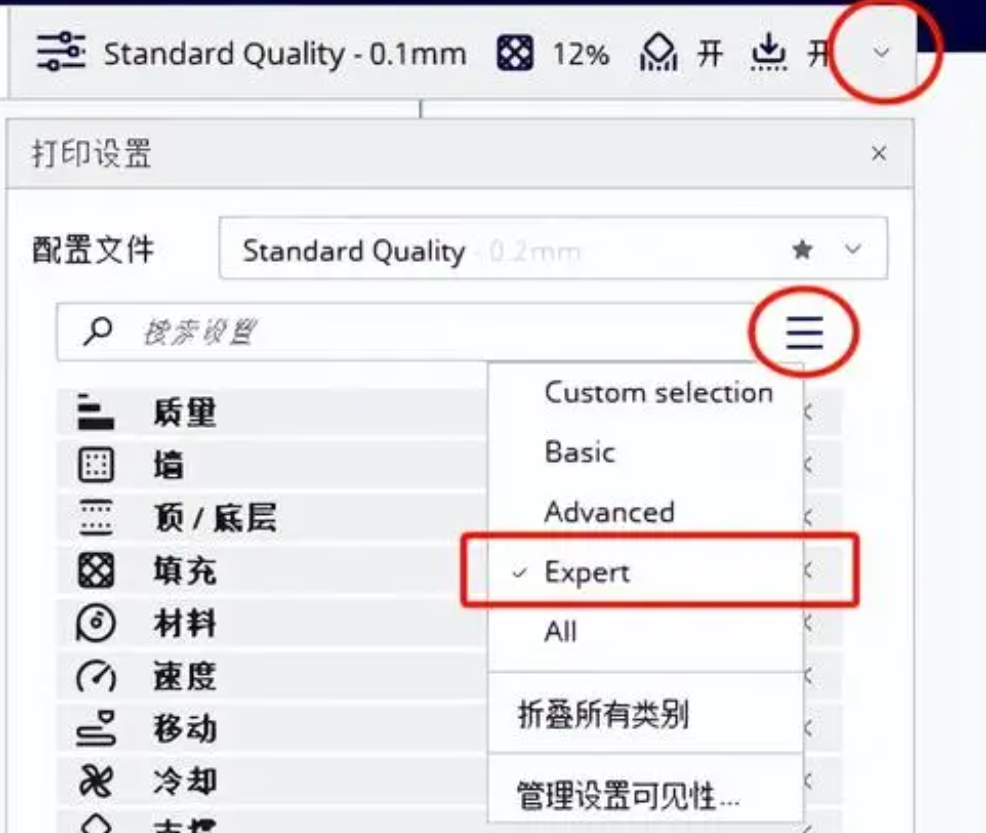 Standard Quality - 0.1mm 12% 开 开
打印设置
配置文件 Standard Quality - 0.2mm
搜索设置
Custom selection
质量
墙
Basic
顶 / 底层
Advanced
填充
Expert
材料
All
速度
移动
折叠所有类别
冷却
管理设置可见性...